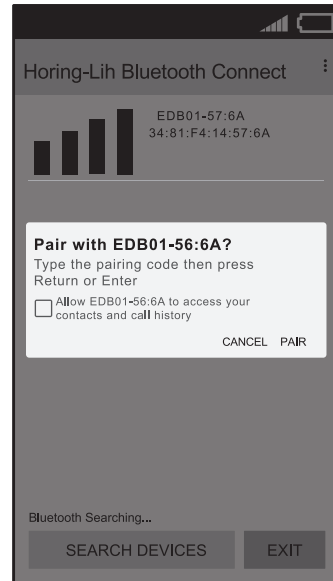 Horing-Lih Bluetooth Connect
EDB01-57:6A
34:81:F4:14:57:6A
Pair with EDB01-56:6A?
Type the pairing code then press
Return or Enter
Allow EDB01-56:6A to access your
contacts and call history
CANCEL PAIR
Bluetooth Searching...
SEARCH DEVICES EXIT